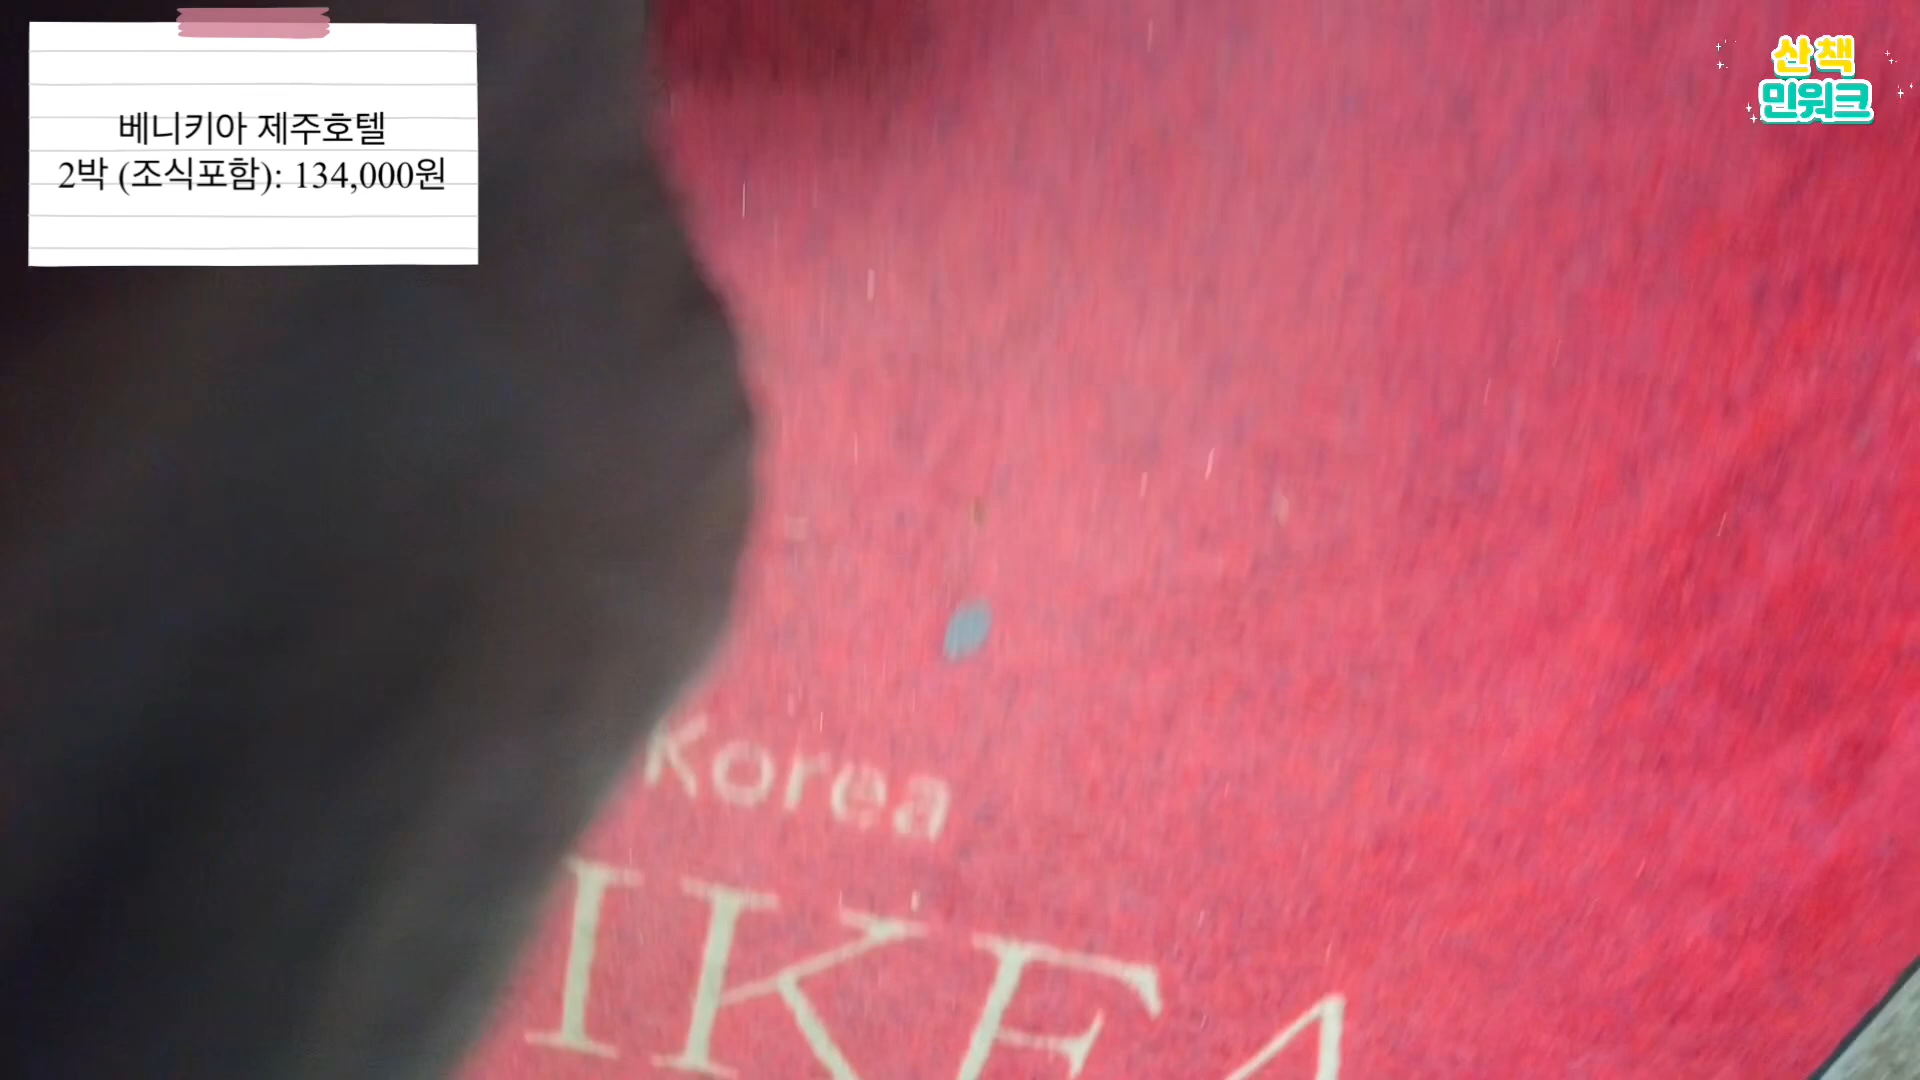 베니키아 제주호텔
2박 (조식포함): 134,000원
산책
민워크
Korea
IKEA